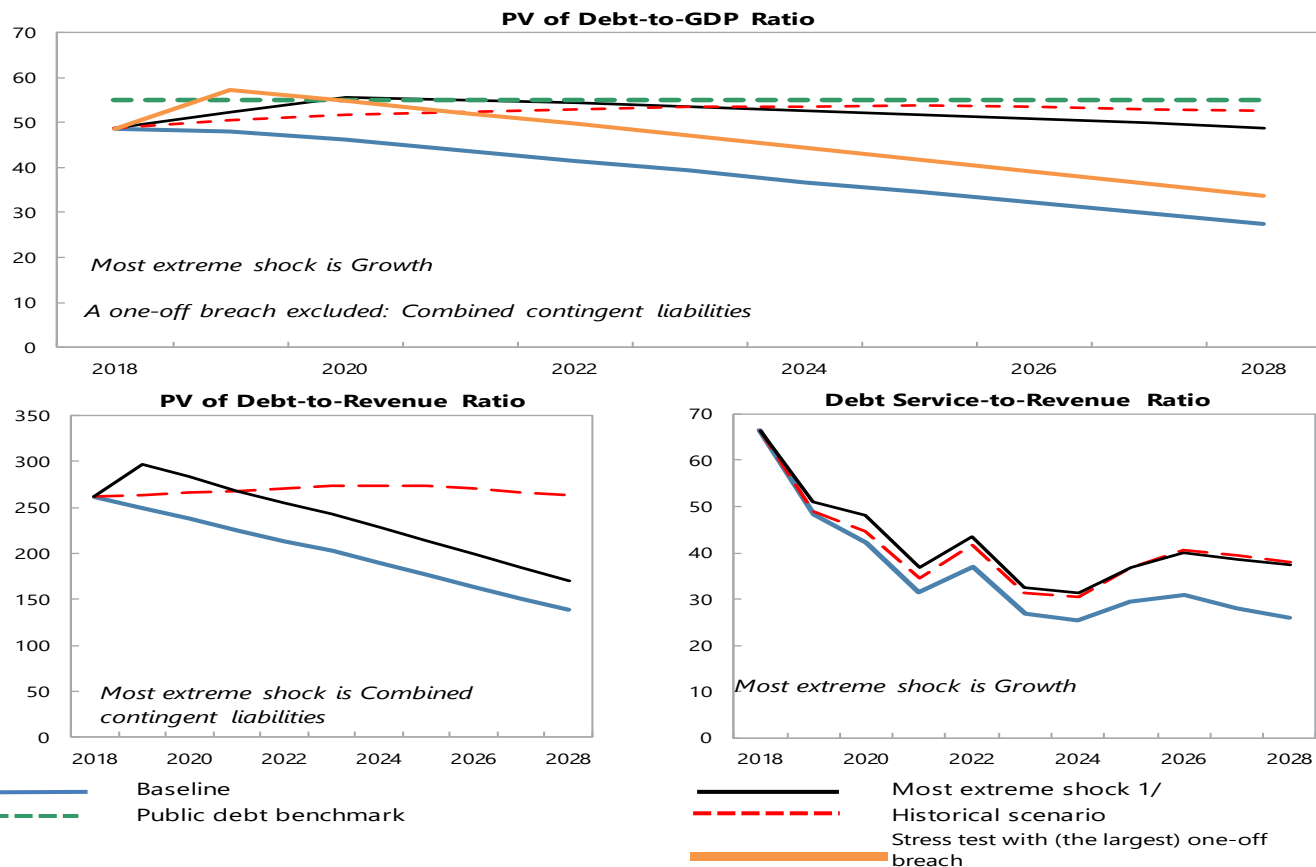 PV of Debt-to-GDP Ratio
70
60
50
40
30
20
10
0
Most extreme shock is Growth
A one-off breach excluded: Combined contingent liabilities
2018 2020 2022 2024 2026 2028
PV of Debt-to-Revenue Ratio
350
300
250
200
150
100
50
0
Most extreme shock is Combined
contingent liabilities
2018 2020 2022 2024 2026 2028
Debt Service-to-Revenue Ratio
70
60
50
40
30
20
10
0
Most extreme shock is Growth
2018 2020 2022 2024 2026 2028
Baseline
Public debt benchmark
Most extreme shock 1/
Historical scenario
Stress test with (the largest) one-off
breach